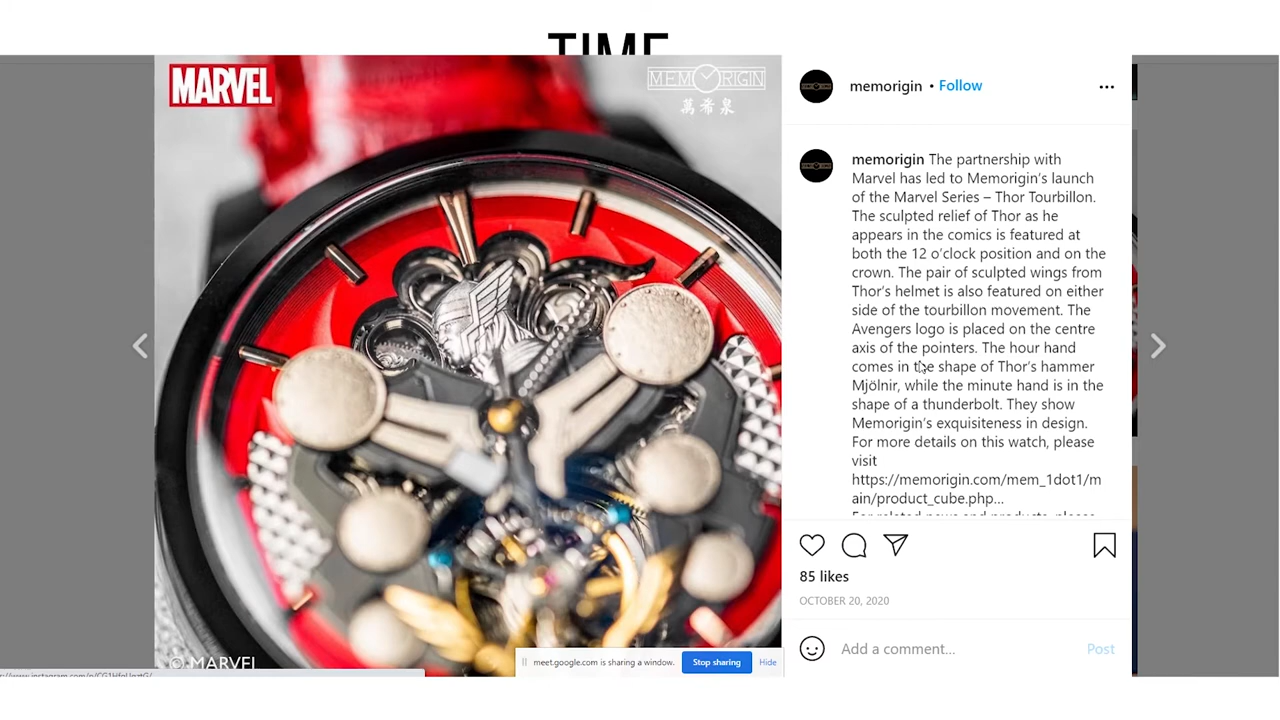 TIME
MARVEL
MEMORIGIN
萬希泉
© MARVEL
memorigin • Follow
memorigin The partnership with
Marvel has led to Memorigin’s launch
of the Marvel Series – Thor Tourbillon.
The sculpted relief of Thor as he
appears in the comics is featured at
both the 12 o’clock position and on the
crown. The pair of sculpted wings from
Thor’s helmet is also featured on either
side of the tourbillon movement. The
Avengers logo is placed on the centre
axis of the pointers. The hour hand
comes in the shape of Thor’s hammer
Mjölnir, while the minute hand is in the
shape of a thunderbolt. They show
Memorigin’s exquisiteness in design.
For more details on this watch, please
visit
https://memorigin.com/mem_1dot1/m
ain/product_cube.php...
For related news and products, please
85 likes
OCTOBER 20, 2020
Add a comment...
Post
meet.google.com is sharing a window.
Stop sharing
Hide